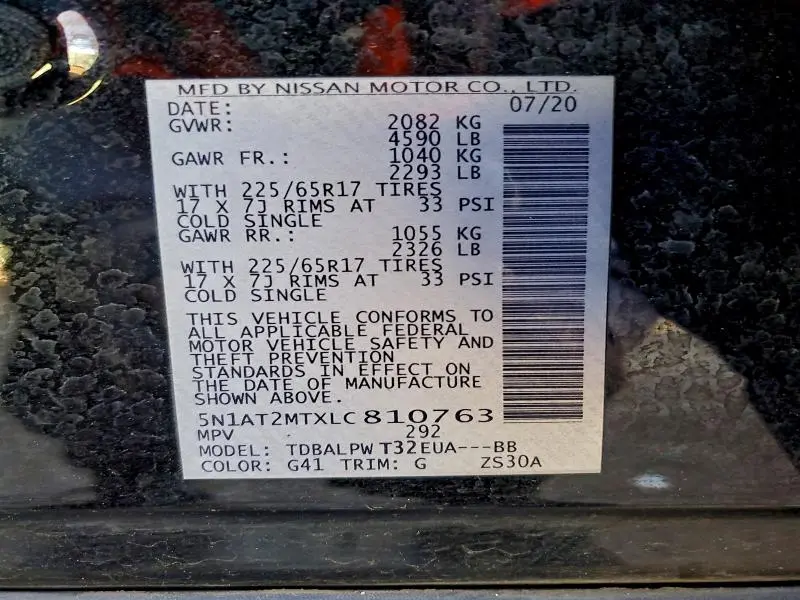 MFD BY NISSAN MOTOR CO., LTD.
DATE: 07/20
GVWR: 2082 KG
4590 LB
GAWR FR.: 1040 KG
2293 LB
WITH 225/65R17 TIRES
17 X 7J RIMS AT 33 PSI
COLD SINGLE
GAWR RR.: 1055 KG
2326 LB
WITH 225/65R17 TIRES
17 X 7J RIMS AT 33 PSI
COLD SINGLE
THIS VEHICLE CONFORMS TO
ALL APPLICABLE FEDERAL
MOTOR VEHICLE SAFETY AND
THEFT PREVENTION
STANDARDS IN EFFECT ON
THE DATE OF MANUFACTURE
SHOWN ABOVE.
5N1AT2MTXLC 810763
MPV 292
MODEL: TDBALPW T32EUA---BB
COLOR: G41 TRIM: G ZS30A